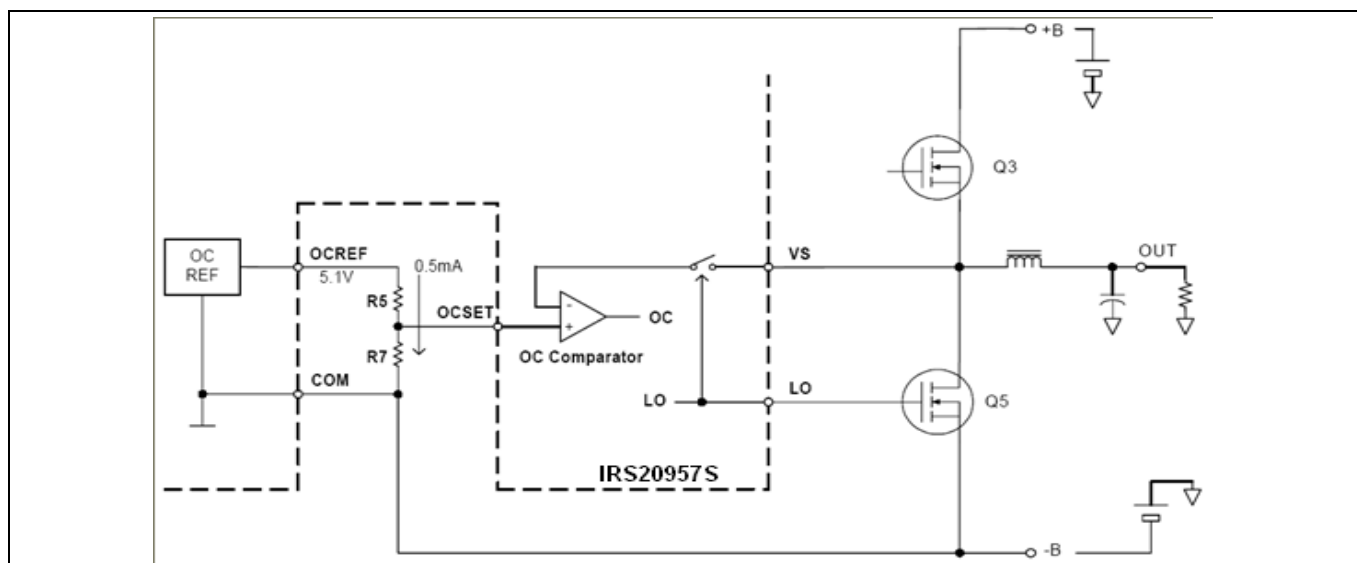 +B
Q3
OC
REF
OCREF
5.1V
0.5mA
R5
OCSET
R7
COM
-
+
OC
OC Comparator
VS
OUT
LO
LO
Q5
IRS20957S
-B